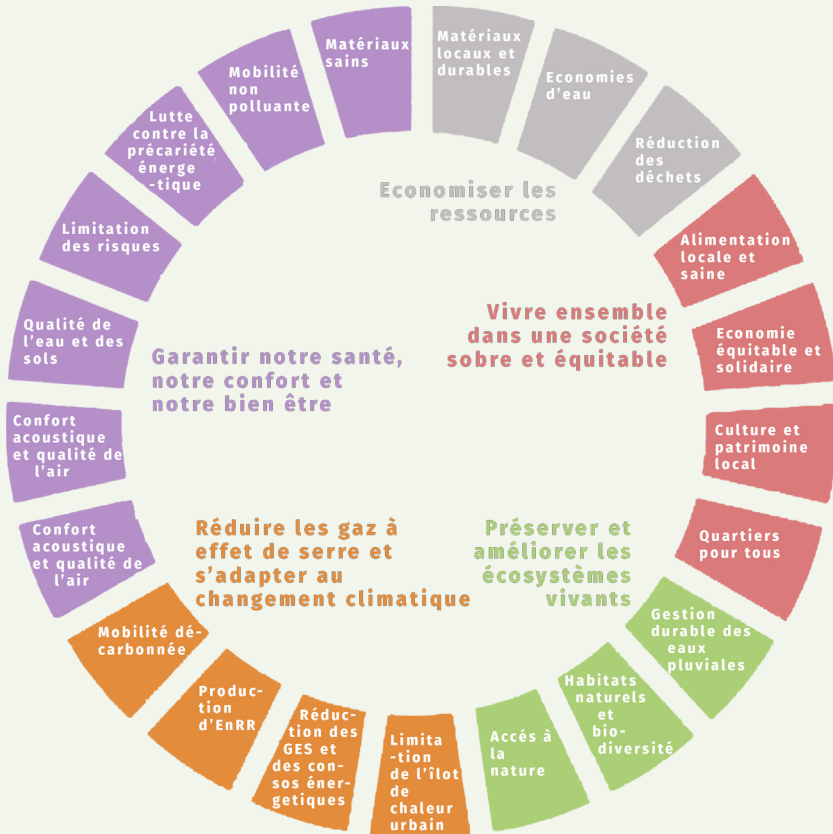 Matériaux
locaux et
durables
Economies
d'eau
Réduction
des
déchets
Alimentation
locale et
saine
Economie
équitable et
solidaire
Culture et
patrimoine
local
Quartiers
pour tous
Gestion
durable des
eaux
pluviales
Habitats
naturels
et
bio-
diversité
Accés à
la
nature
Limita
-tion
de l'îlot
de
chaleur
urbain
Réduc-
tion des
GES et
des con-
sos éner-
getiques
Produc-
tion
d'EnRR
Mobilité dé-
carbonnée
Confort
acoustique
et qualité de
l'air
Confort
acoustique
et qualité de
l'air
Qualité de
l'eau et des
sols
Limitation
des risques
Lutte
contre la
précariété
énerge
-tique
Mobilité
non
polluante
Matériaux
sains
Economiser les
ressources
Vivre ensemble
dans une société
sobre et équitable
Garantir notre santé,
notre confort et
notre bien être
Réduire les gaz à
effet de serre et
s'adapter au
changement climatique
Préserver et
améliorer les
écosystèmes
vivants